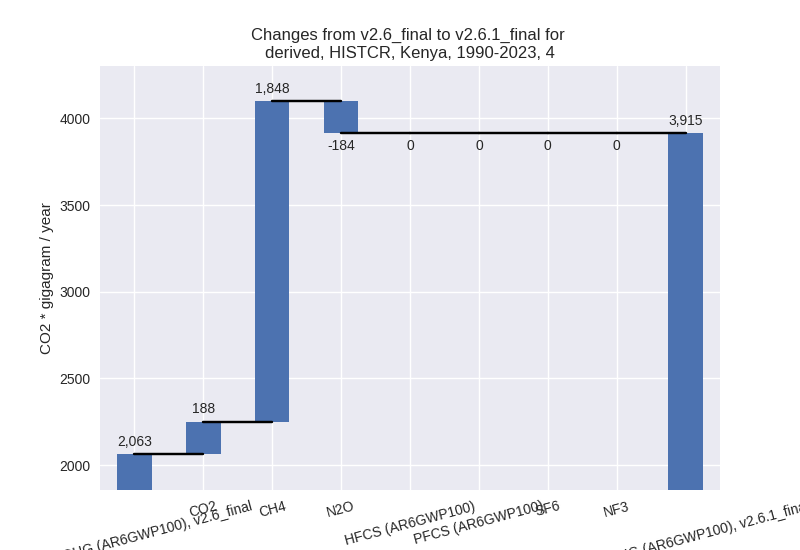 Changes from v2.6_final to v2.6.1_final for
derived, HISTCR, Kenya, 1990-2023, 4
CO2 * gigagram / year
4000
3500
3000
2500
2000
2,063
188
1,848
-184
0
0
0
0
3,915
(AR6GWP100), v2.6_final
CO2
CH4
N2O
HFCS (AR6GWP100)
PFCS (AR6GWP100)
SF6
NF3
(AR6GWP100), v2.6.1_fina